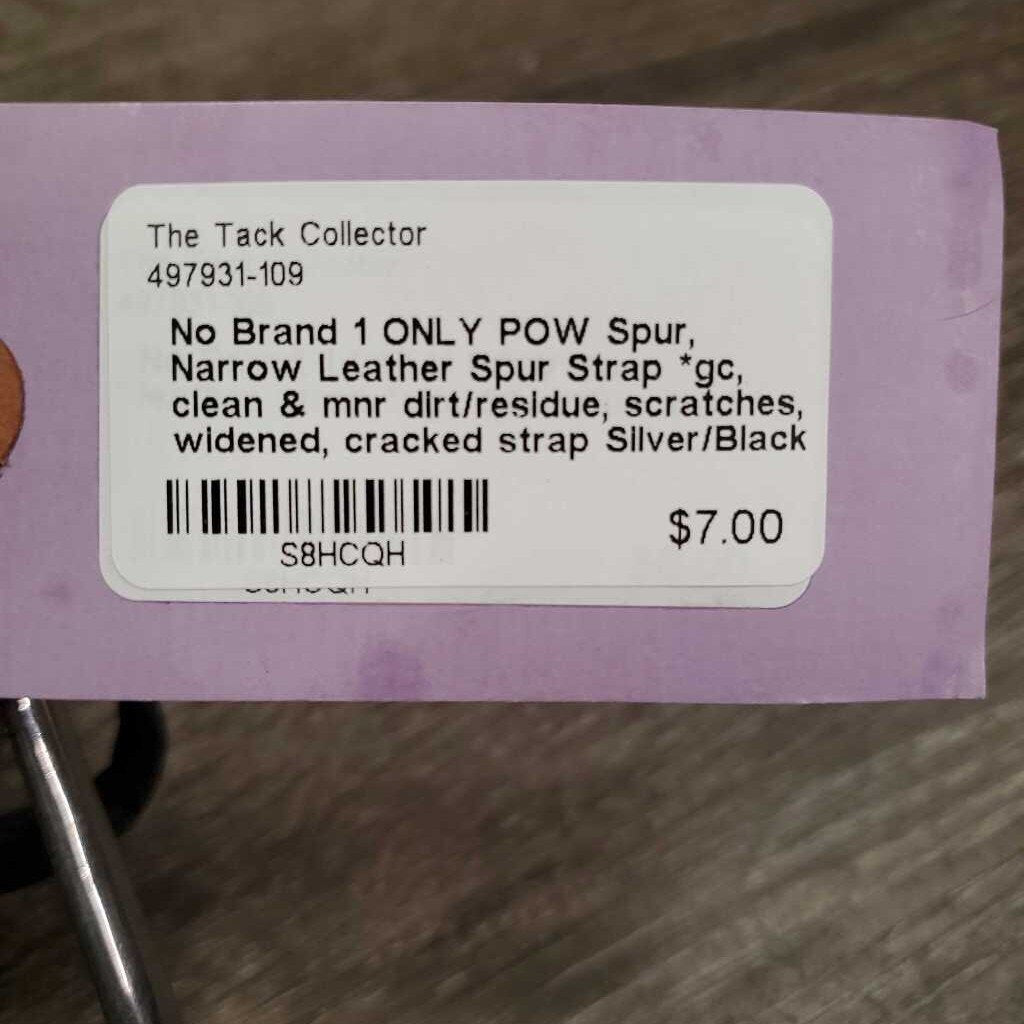 The Tack Collector
497931-109
No Brand 1 ONLY POW Spur,
Narrow Leather Spur Strap *gc,
clean & mnr dirt/residue, scratches,
widened, cracked strap Silver/Black
$7.00
S8HCQH